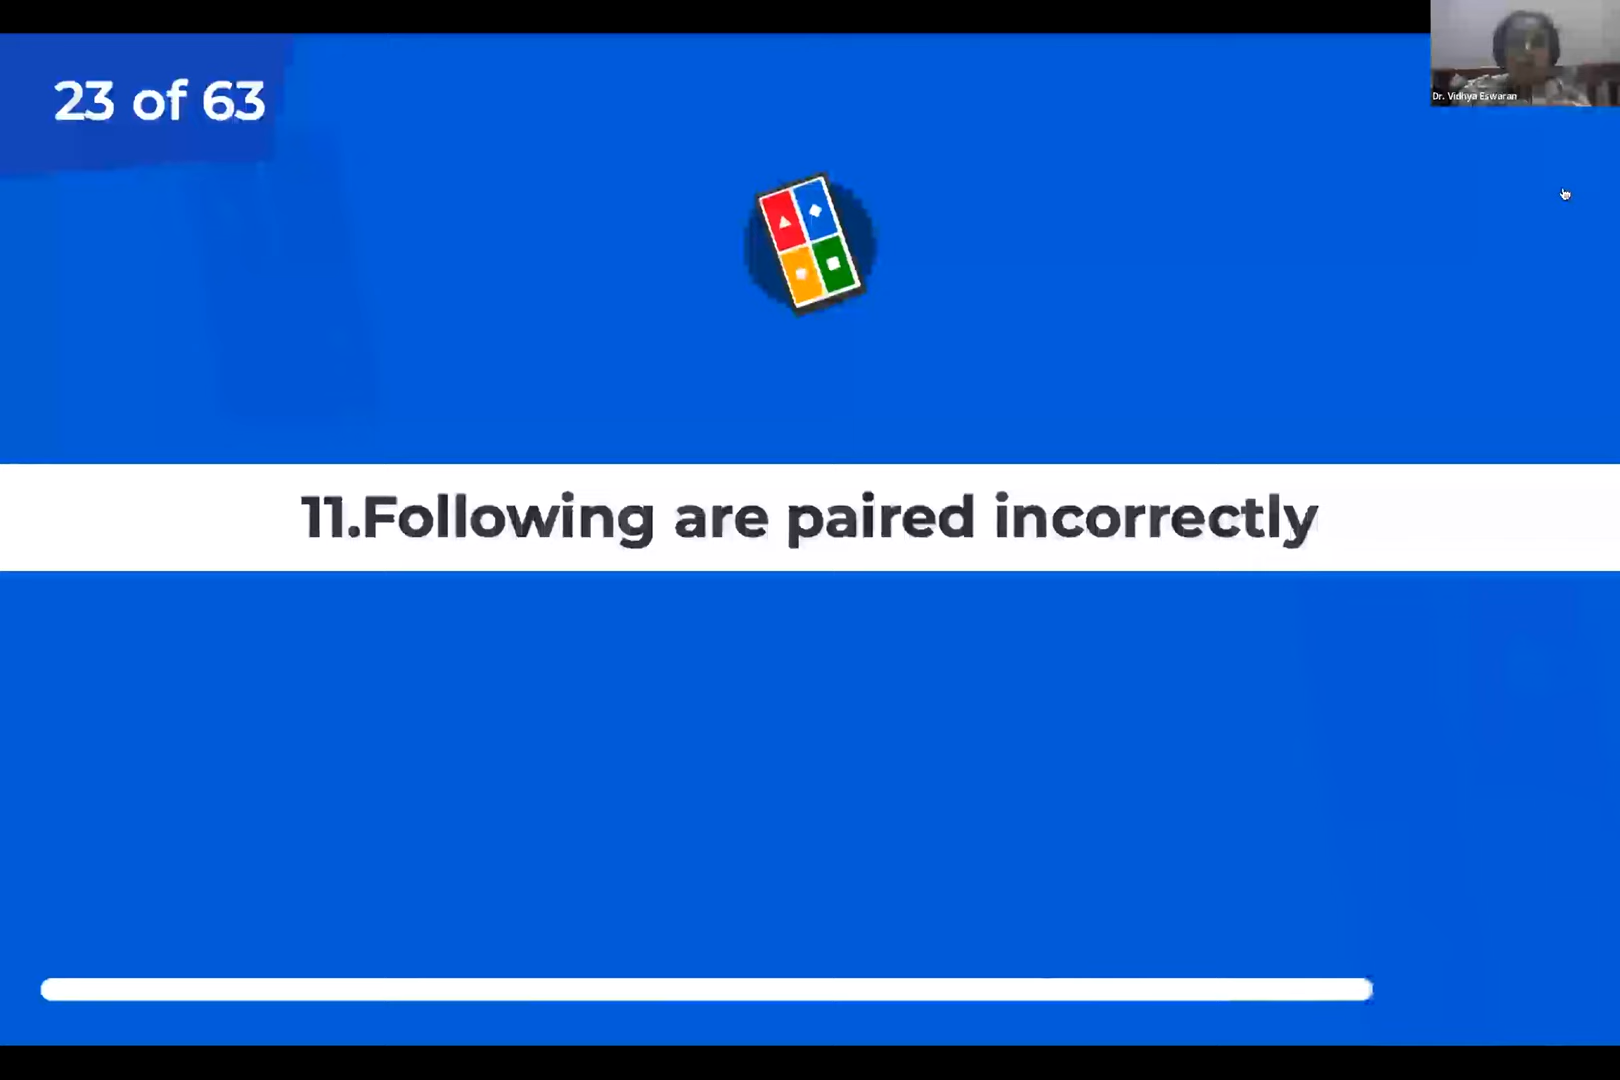 23 of 63
Dr. Vidhya Eswaran
11.Following are paired incorrectly